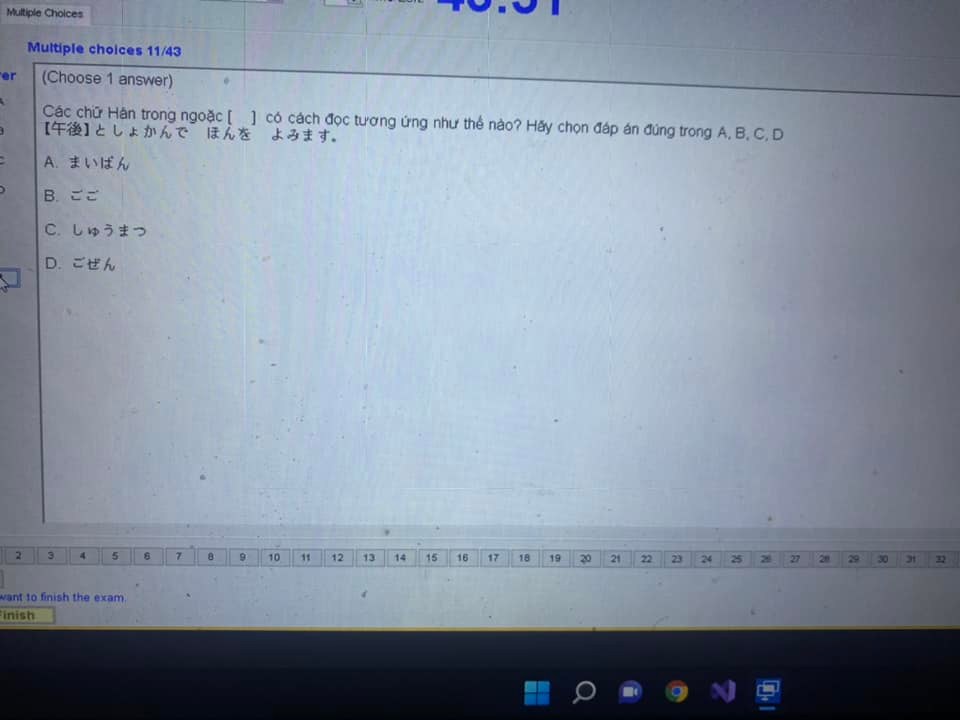 Multiple Choices
Multiple choices 11/43
(Choose 1 answer)
Các chữ Hán trong ngoặc [ ] có cách đọc tương ứng như thế nào? Hãy chọn đáp án đúng trong A, B, C, D
【午後】としょかんで ほんを よみます。
A. まいばん
B. ごご
C. しゅうまつ
D. ごぜん
2 3 4 5 6 7 8 9 10 11 12 13 14 15 16 17 18 19 20 21 22 23 24 25 26 27 28 29 30 31 32
want to finish the exam.
Finish